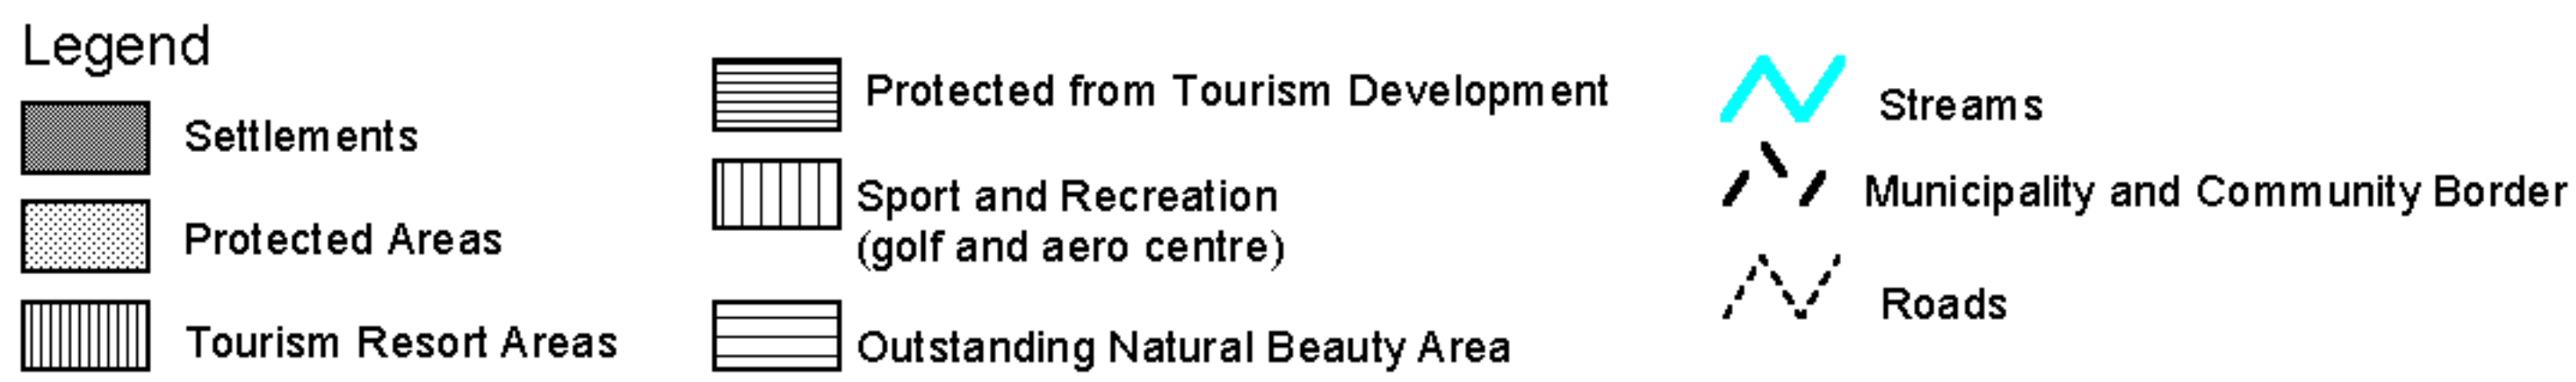 Legend
Settlements
Protected Areas
Tourism Resort Areas
Protected from Tourism Development
Sport and Recreation
(golf and aero centre)
Outstanding Natural Beauty Area
Streams
Municipality and Community Border
Roads